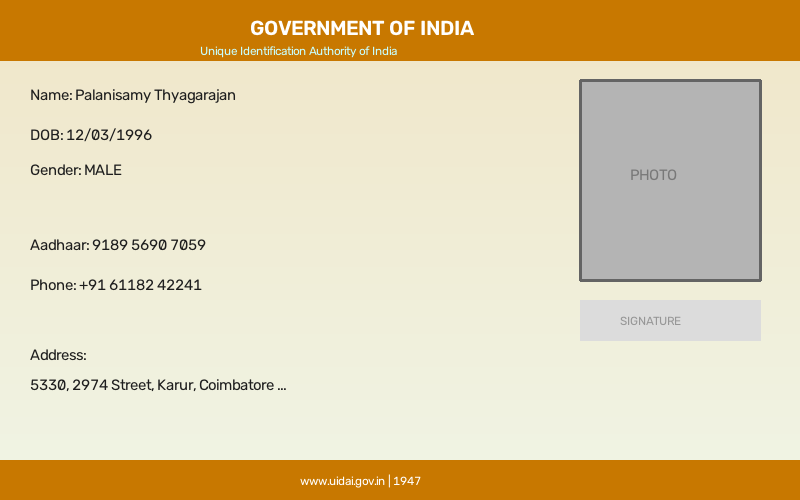 GOVERNMENT OF INDIA
Unique Identification Authority of India
Name: Palanisamy Thyagarajan
DOB: 12/03/1996
Gender: MALE
Aadhaar: 9189 5690 7059
Phone: +91 61182 42241
Address:
5330, 2974 Street, Karur, Coimbatore ...
PHOTO
SIGNATURE
www.uidai.gov.in | 1947